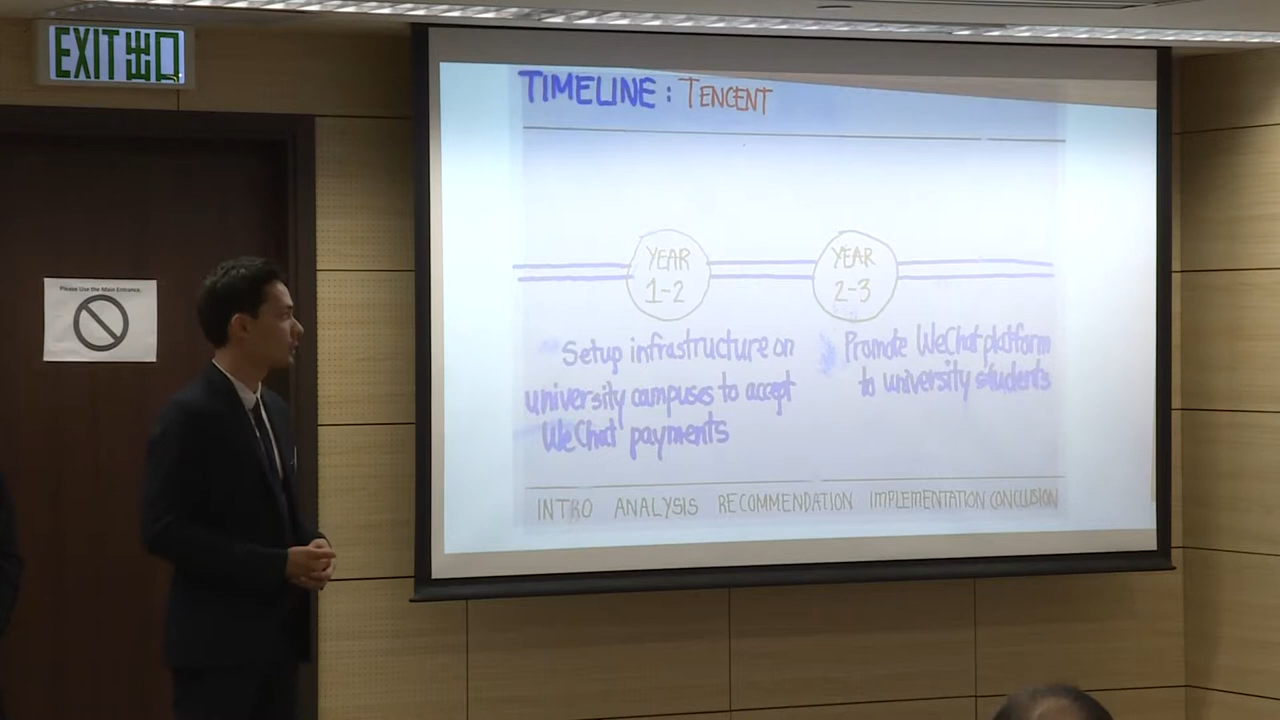 EXIT 出口
Please Use the Main Entrance.
TIMELINE: TENCENT
YEAR
1-2
YEAR
2-3
Setup infrastructure on
university campuses to accept
WeChat payments
Promote WeChat platform
to university students
INTRO ANALYSIS RECOMMENDATION IMPLEMENTATION CONCLUSION